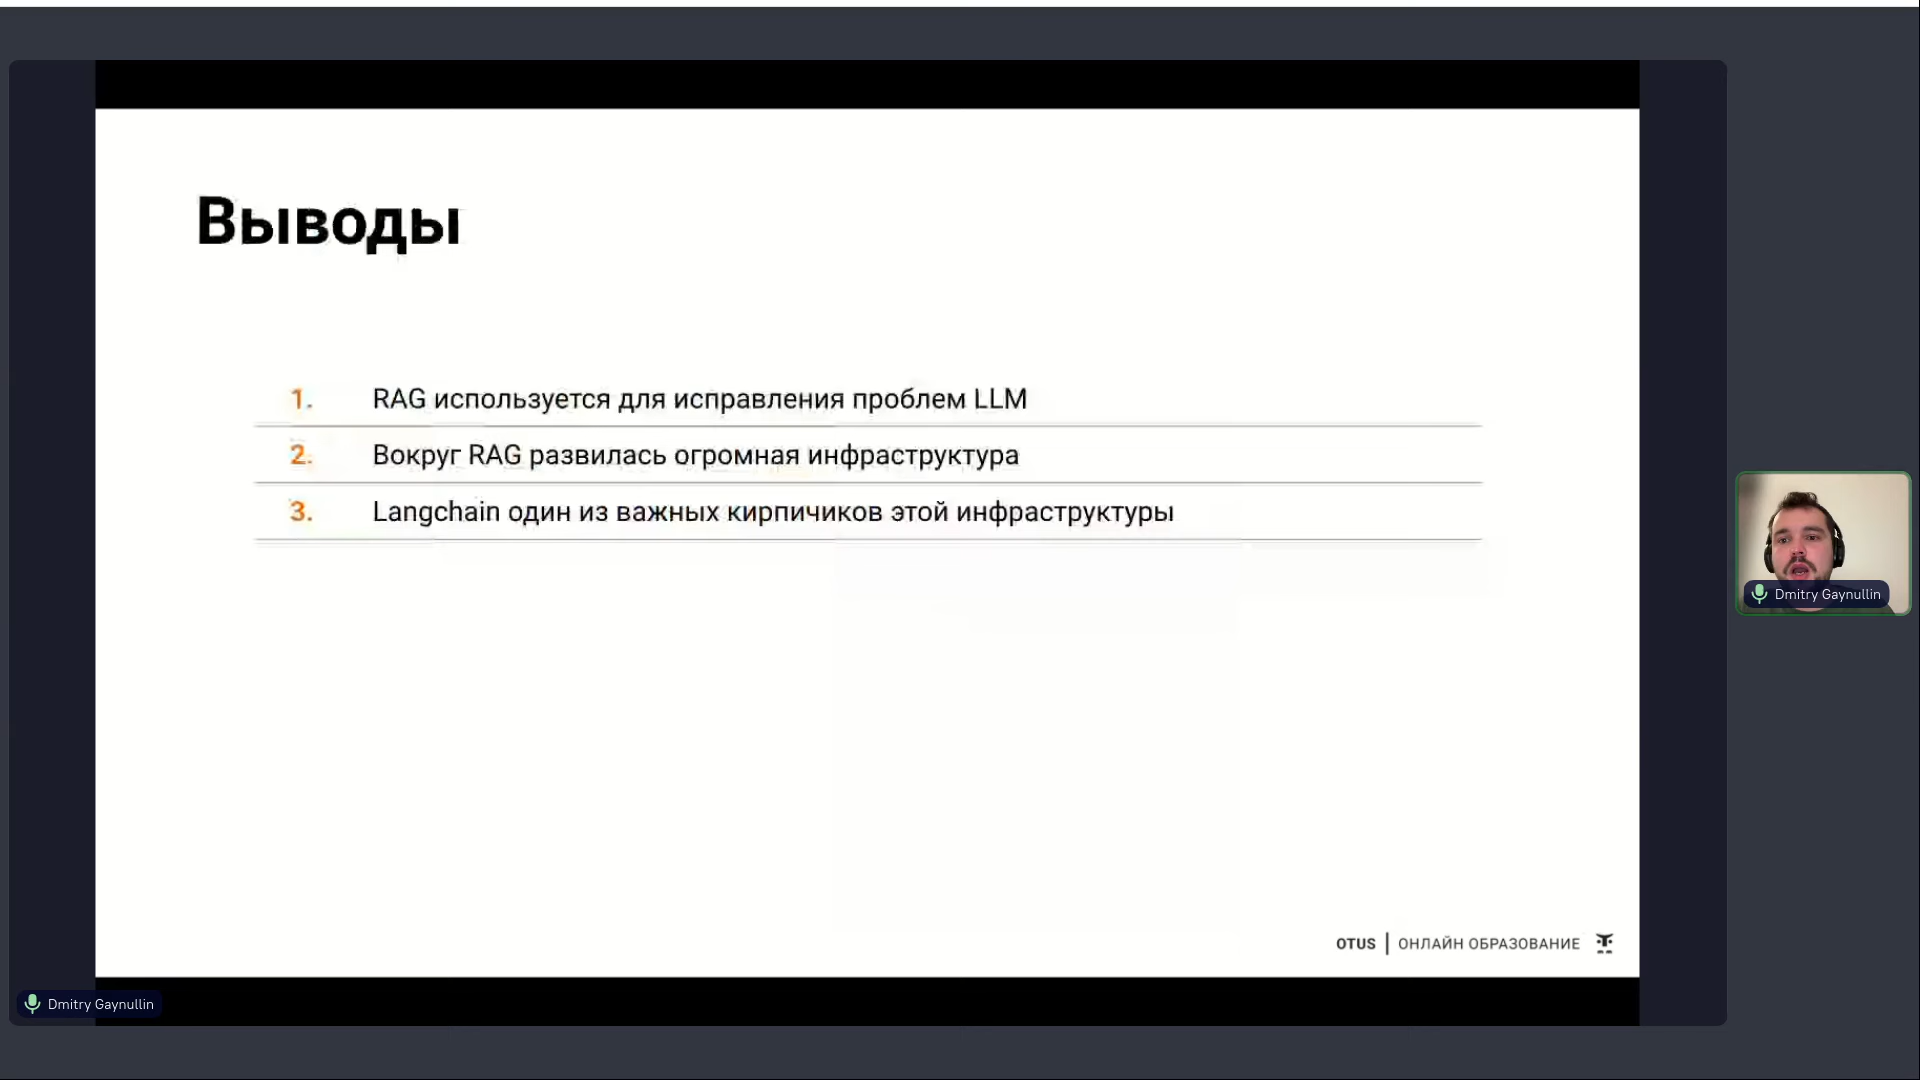 Выводы
1. RAG используется для исправления проблем LLM
2. Вокруг RAG развилась огромная инфраструктура
3. Langchain один из важных кирпичиков этой инфраструктуры
OTUS | ОНЛАЙН ОБРАЗОВАНИЕ
Dmitry Gaynullin
Dmitry Gaynullin